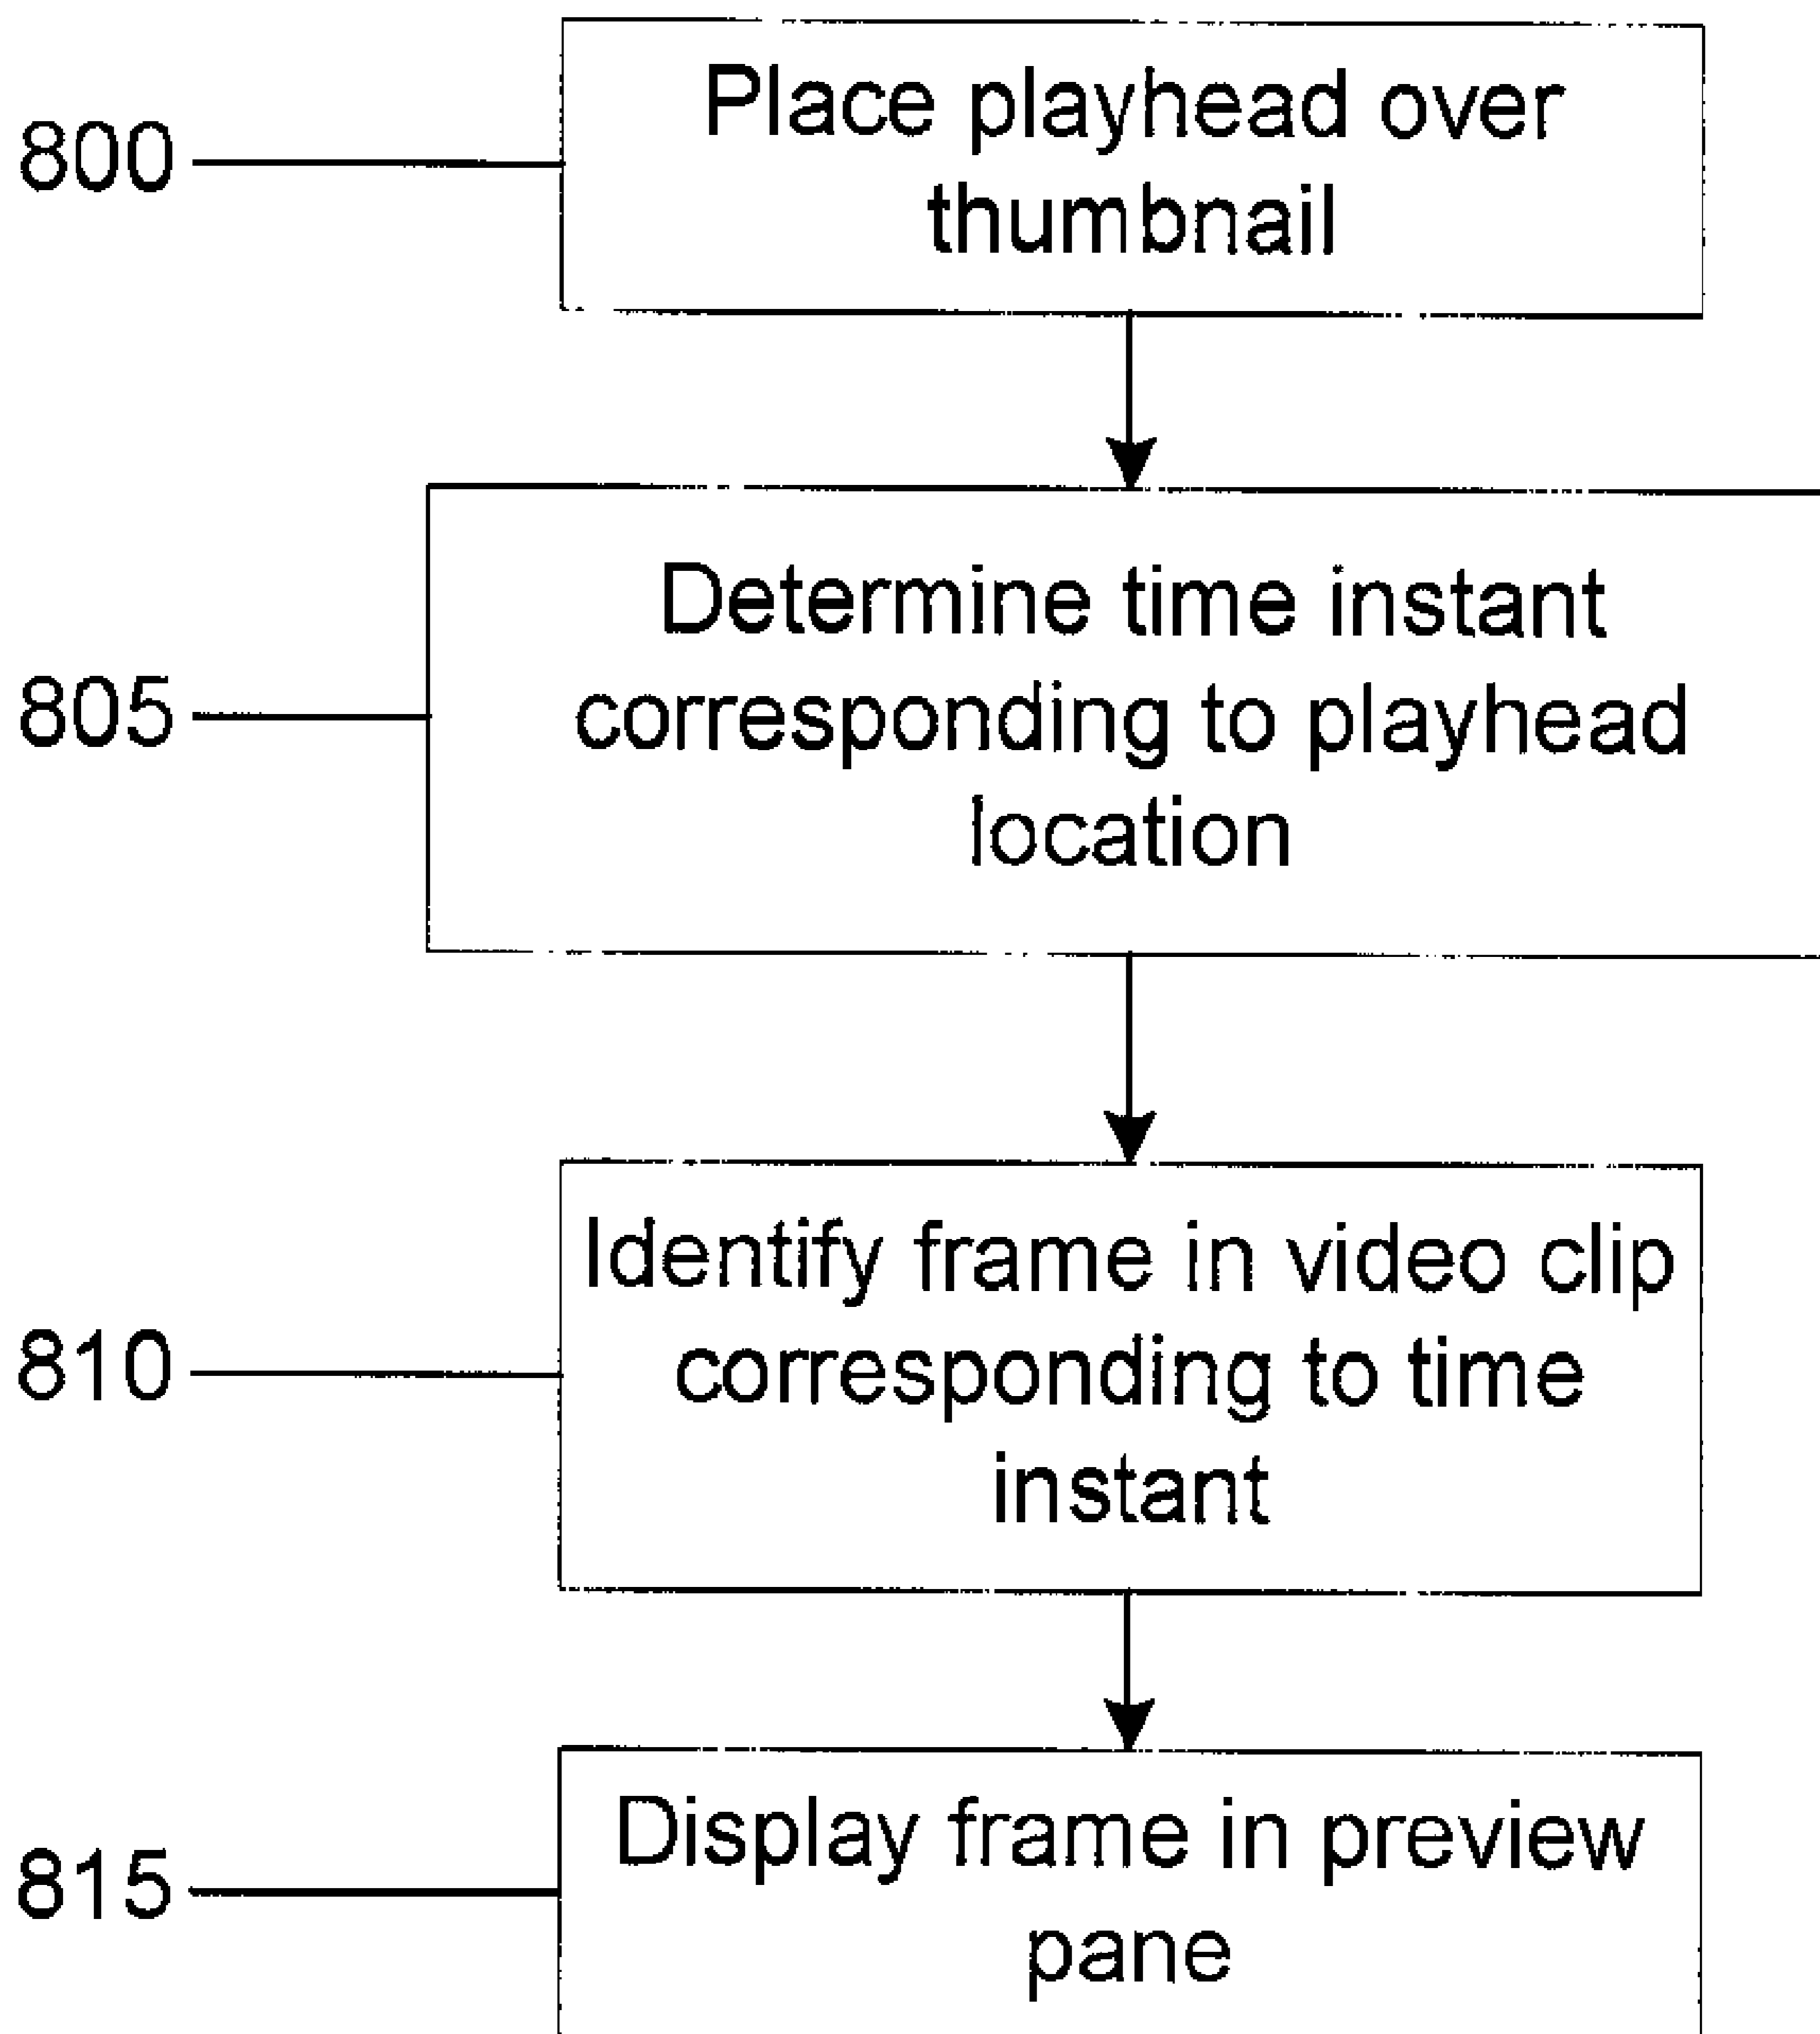 800
Place playhead over
thumbnail
805
Determine time instant
corresponding to playhead
location
810
Identify frame in video clip
corresponding to time
instant
815
Display frame in preview
pane